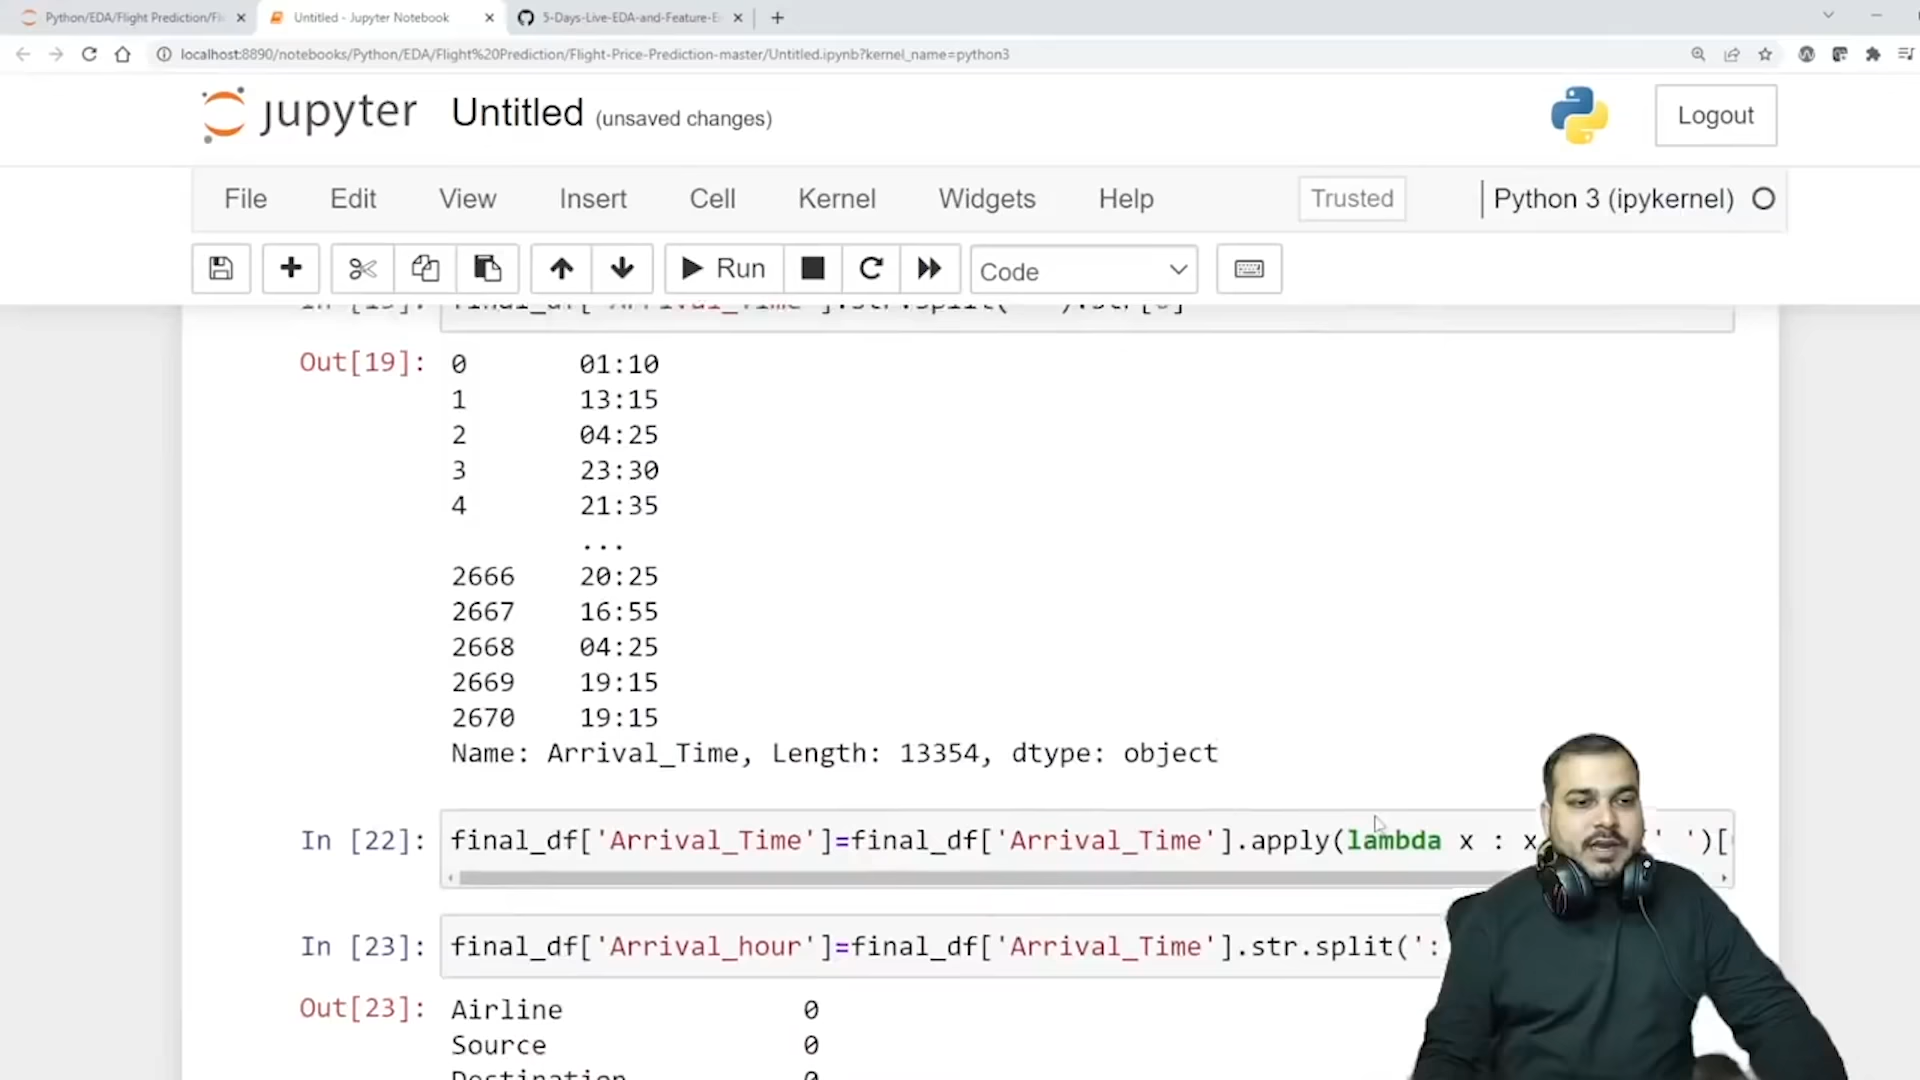 Python/EDA/Flight Prediction/Fl
Untitled - Jupyter Notebook
5-Days-Live-EDA-and-Feature-E
localhost:8890/notebooks/Python/EDA/Flight%20Prediction/Flight-Price-Prediction-master/Untitled.ipynb?kernel_name=python3
jupyter Untitled (unsaved changes)
Logout
File Edit View Insert Cell Kernel Widgets Help Trusted Python 3 (ipykernel)
Run Code
Out[19]: 0 01:10
1 13:15
2 04:25
3 23:30
4 21:35
...
2666 20:25
2667 16:55
2668 04:25
2669 19:15
2670 19:15
Name: Arrival_Time, Length: 13354, dtype: object
In [22]: final_df['Arrival_Time']=final_df['Arrival_Time'].apply(lambda x : x ' ')[
In [23]: final_df['Arrival_hour']=final_df['Arrival_Time'].str.split(':
Out[23]: Airline 0
Source 0
Destination 0